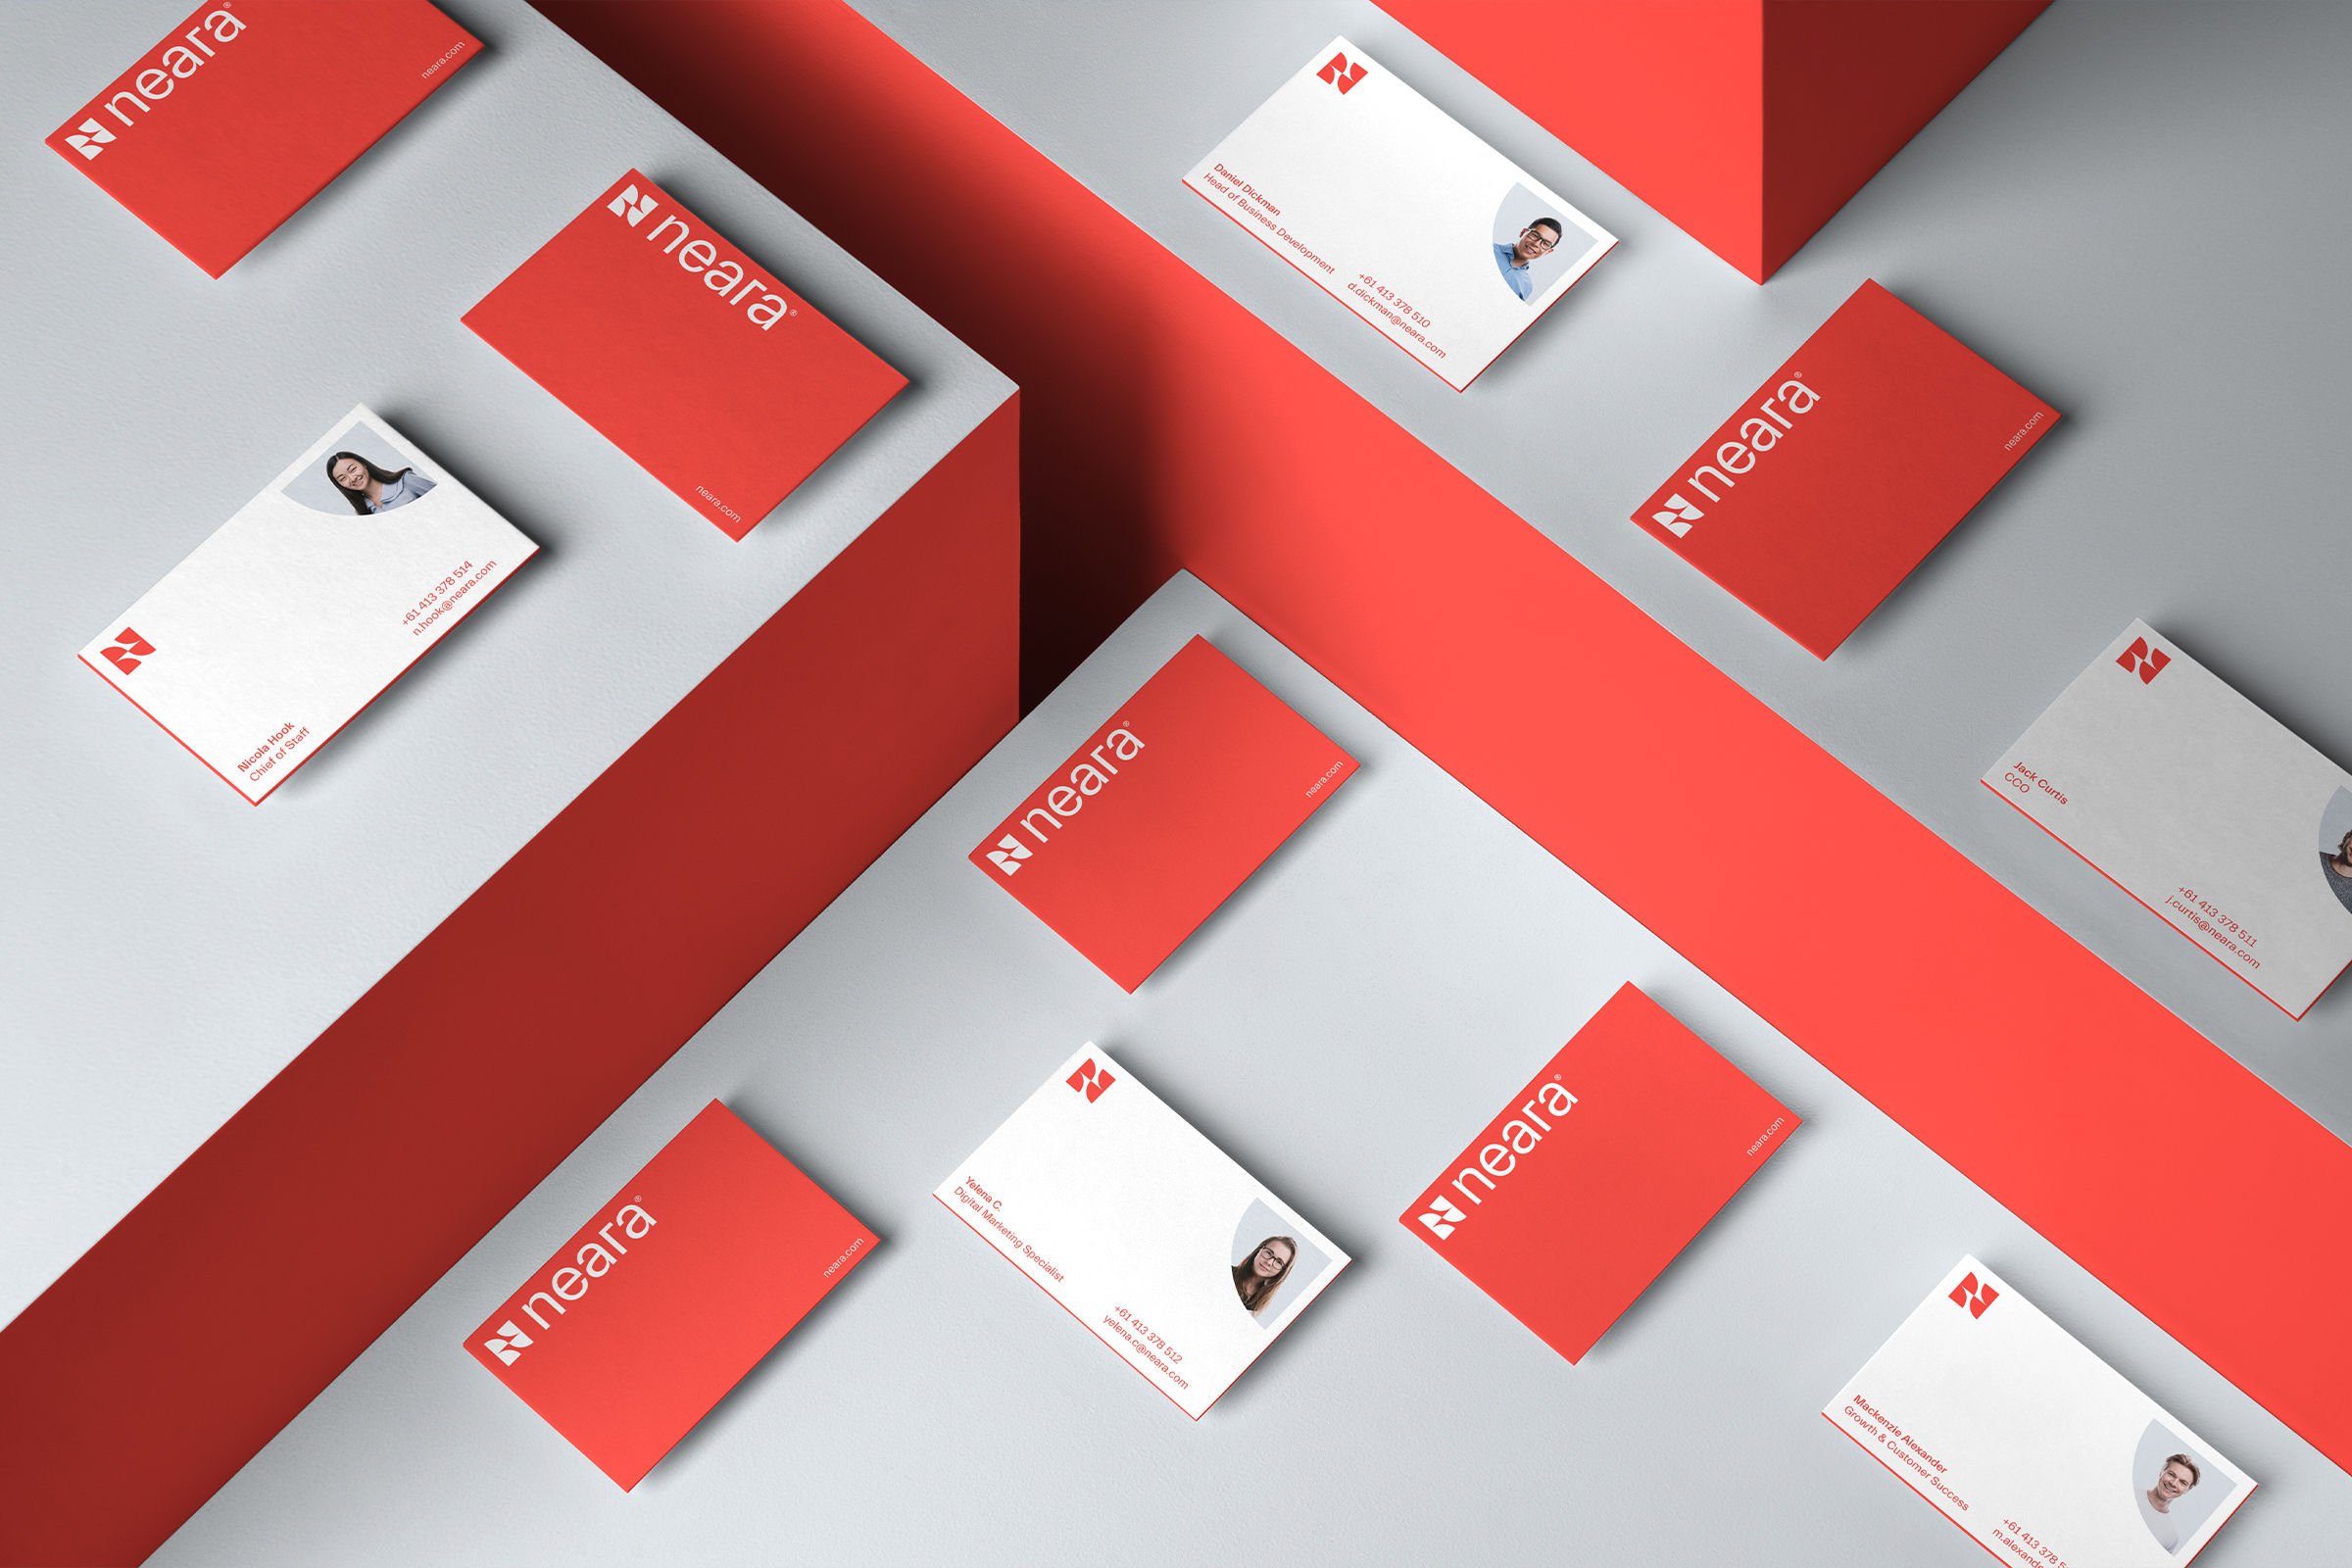 neara®
neara.com
neara®
neara.com
Nicola Hook
Chief of Staff
+61 413 378 514
n.hook@neara.com
Daniel Dickman
Head of Business Development
+61 413 378 510
d.dickman@neara.com
neara®
neara.com
Jack Curtis
CCO
+61 413 378 511
j.curtis@neara.com
neara®
neara.com
neara®
neara.com
Yelena C.
Digital Marketing Specialist
+61 413 378 512
yelena.c@neara.com
neara®
neara.com
Mackenzie Alexander
Growth & Customer Success
+61 413 378